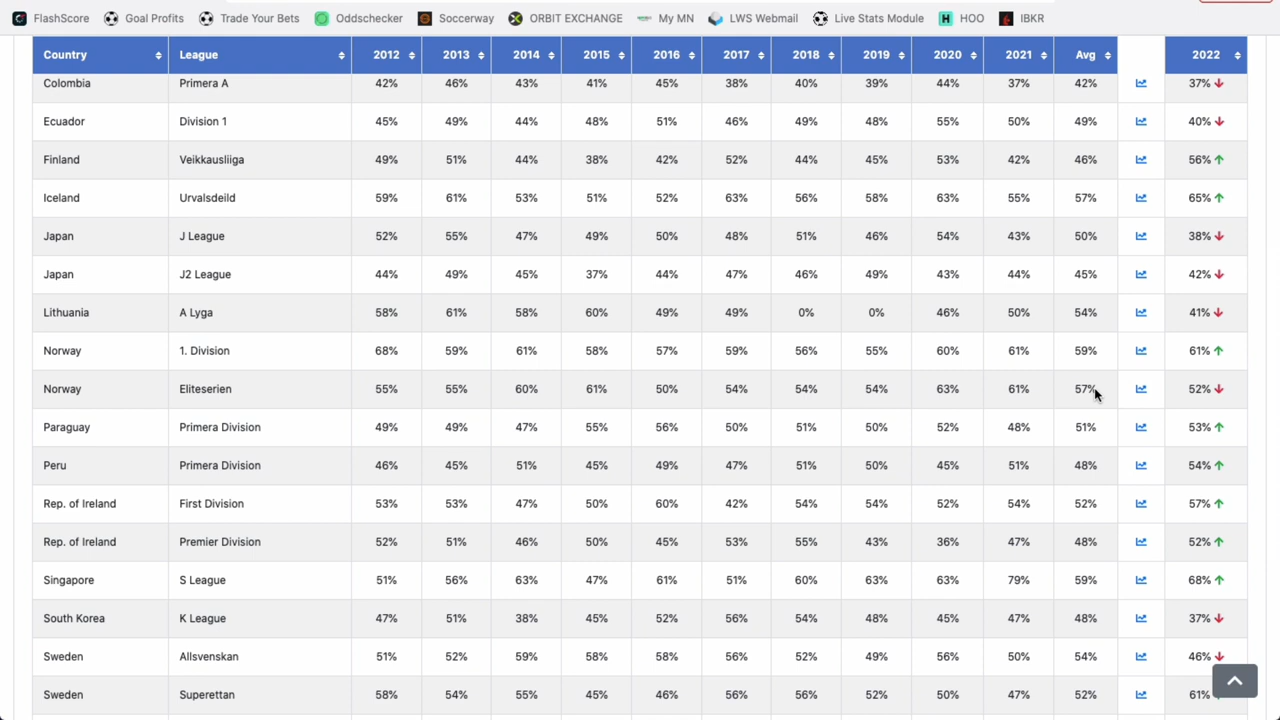 FlashScore Goal Profits Trade Your Bets Oddschecker Soccerway ORBIT EXCHANGE My MN LWS Webmail Live Stats Module H HOO IBKR
Country League 2012 2013 2014 2015 2016 2017 2018 2019 2020 2021 Avg 2022
Colombia Primera A 42% 46% 43% 41% 45% 38% 40% 39% 44% 37% 42% 37%
Ecuador Division 1 45% 49% 44% 48% 51% 46% 49% 48% 55% 50% 49% 40%
Finland Veikkausliiga 49% 51% 44% 38% 42% 52% 44% 45% 53% 42% 46% 56%
Iceland Urvalsdeild 59% 61% 53% 51% 52% 63% 56% 58% 63% 55% 57% 65%
Japan J League 52% 55% 47% 49% 50% 48% 51% 46% 54% 43% 50% 38%
Japan J2 League 44% 49% 45% 37% 44% 47% 46% 49% 43% 44% 45% 42%
Lithuania A Lyga 58% 61% 58% 60% 49% 49% 0% 0% 46% 50% 54% 41%
Norway 1. Division 68% 59% 61% 58% 57% 59% 56% 55% 60% 61% 59% 61%
Norway Eliteserien 55% 55% 60% 61% 50% 54% 54% 54% 63% 61% 57% 52%
Paraguay Primera Division 49% 49% 47% 55% 56% 50% 51% 50% 52% 48% 51% 53%
Peru Primera Division 46% 45% 51% 45% 49% 47% 51% 50% 45% 51% 48% 54%
Rep. of Ireland First Division 53% 53% 47% 50% 60% 42% 54% 54% 52% 54% 52% 57%
Rep. of Ireland Premier Division 52% 51% 46% 50% 45% 53% 55% 43% 36% 47% 48% 52%
Singapore S League 51% 56% 63% 47% 61% 51% 60% 63% 63% 79% 59% 68%
South Korea K League 47% 51% 38% 45% 52% 56% 54% 48% 45% 47% 48% 37%
Sweden Allsvenskan 51% 52% 59% 58% 58% 56% 52% 49% 56% 50% 54% 46%
Sweden Superettan 58% 54% 55% 45% 46% 56% 56% 52% 50% 47% 52% 61%